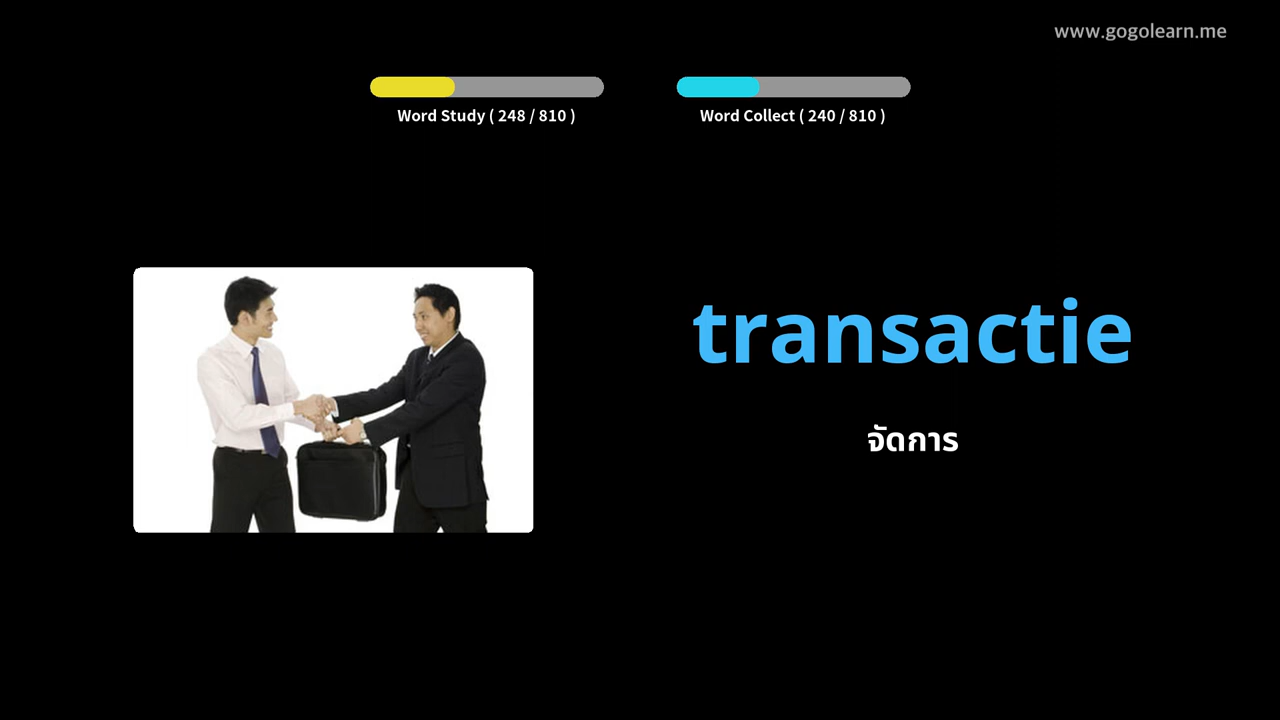 www.gogolearn.me
Word Study ( 248 / 810 )
Word Collect ( 240 / 810 )
transactie
จัดการ